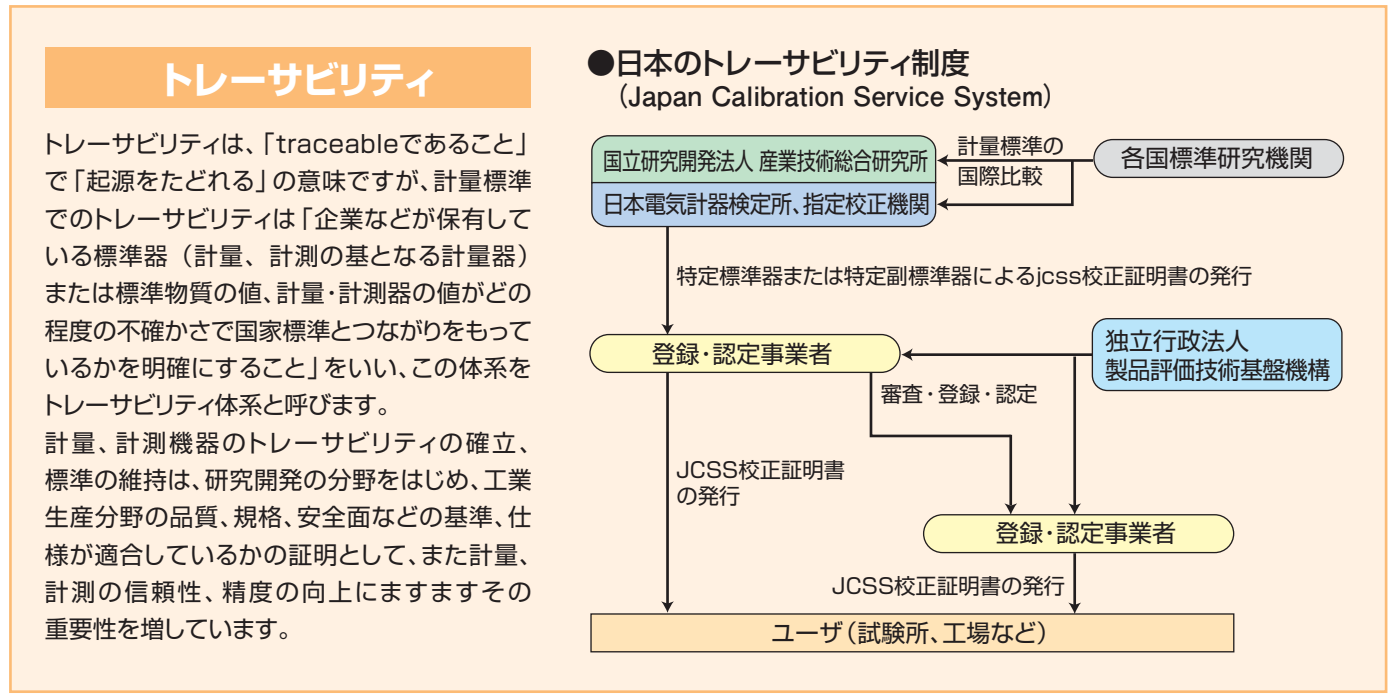 トレーサビリティ
トレーサビリティは、「traceableであること」
で「起源をたどれる」の意味ですが、計量標準
でのトレーサビリティは「企業などが保有して
いる標準器（計量、計測の基となる計量器）
または標準物質の値、計量・計測器の値がどの
程度の不確かさで国家標準とつながりをもって
いるかを明確にすること」をいい、この体系を
トレーサビリティ体系と呼びます。
計量、計測機器のトレーサビリティの確立、
標準の維持は、研究開発の分野をはじめ、工業
生産分野の品質、規格、安全面などの基準、仕
様が適合しているかの証明として、また計量、
計測の信頼性、精度の向上にますますその
重要性を増しています。
●日本のトレーサビリティ制度
（Japan Calibration Service System）
国立研究開発法人 産業技術総合研究所
日本電気計器検定所、指定校正機関
計量標準の
国際比較
各国標準研究機関
特定標準器または特定副標準器によるjcss校正証明書の発行
登録・認定事業者
独立行政法人
製品評価技術基盤機構
審査・登録・認定
JCSS校正証明書
の発行
登録・認定事業者
JCSS校正証明書の発行
ユーザ（試験所、工場など）